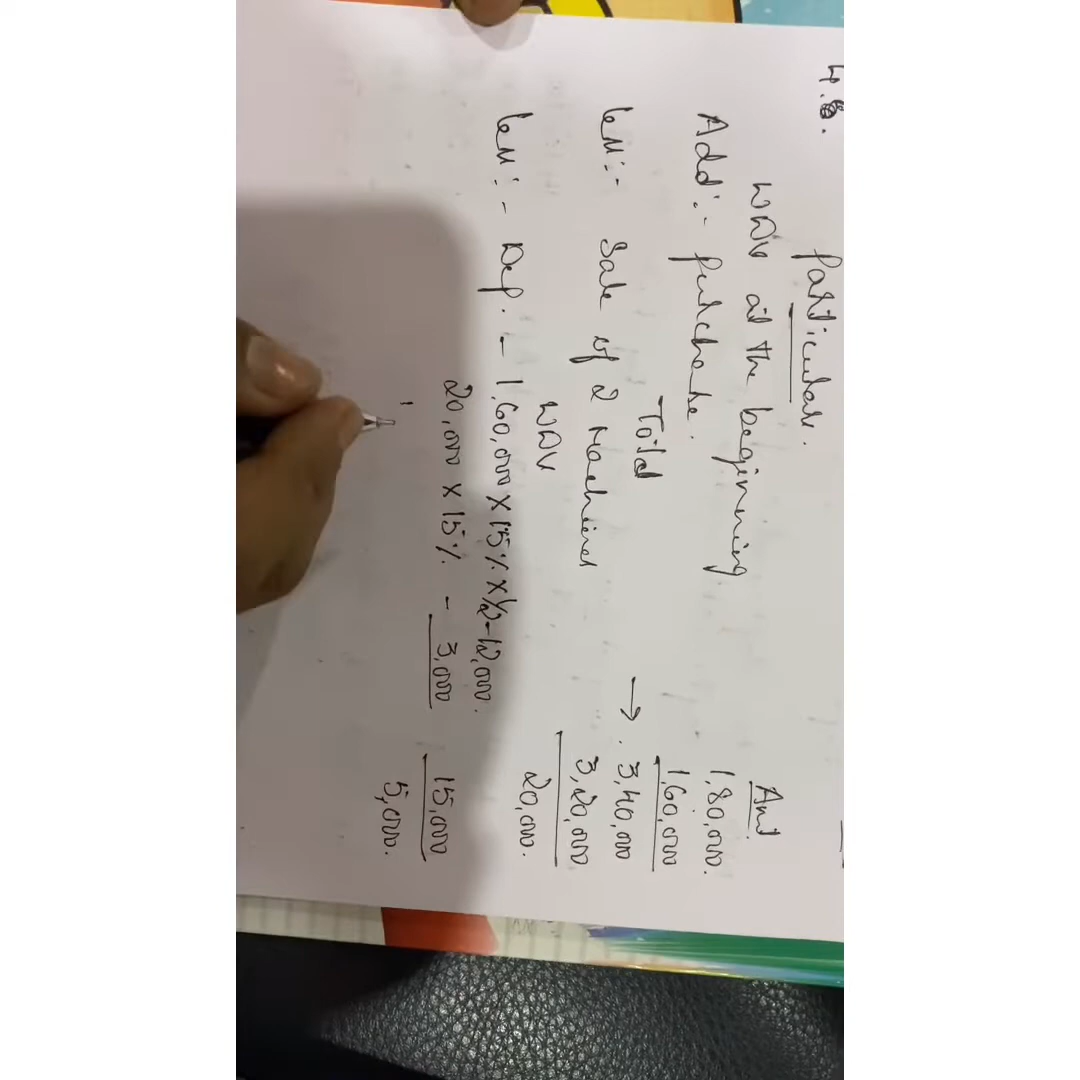 4.8.
Particular. Amt
WDV at the beginning 1,80,000.
Add:- purchase. 1,60,000
Total → 3,40,000
Less:- Sale of 2 Machines 3,20,000
WDV 20,000.
Less:- Dep. - 1,60,000 X 15% X 1/2 - 12,000.
20,000 X 15% - 3,000 15,000
5,000.